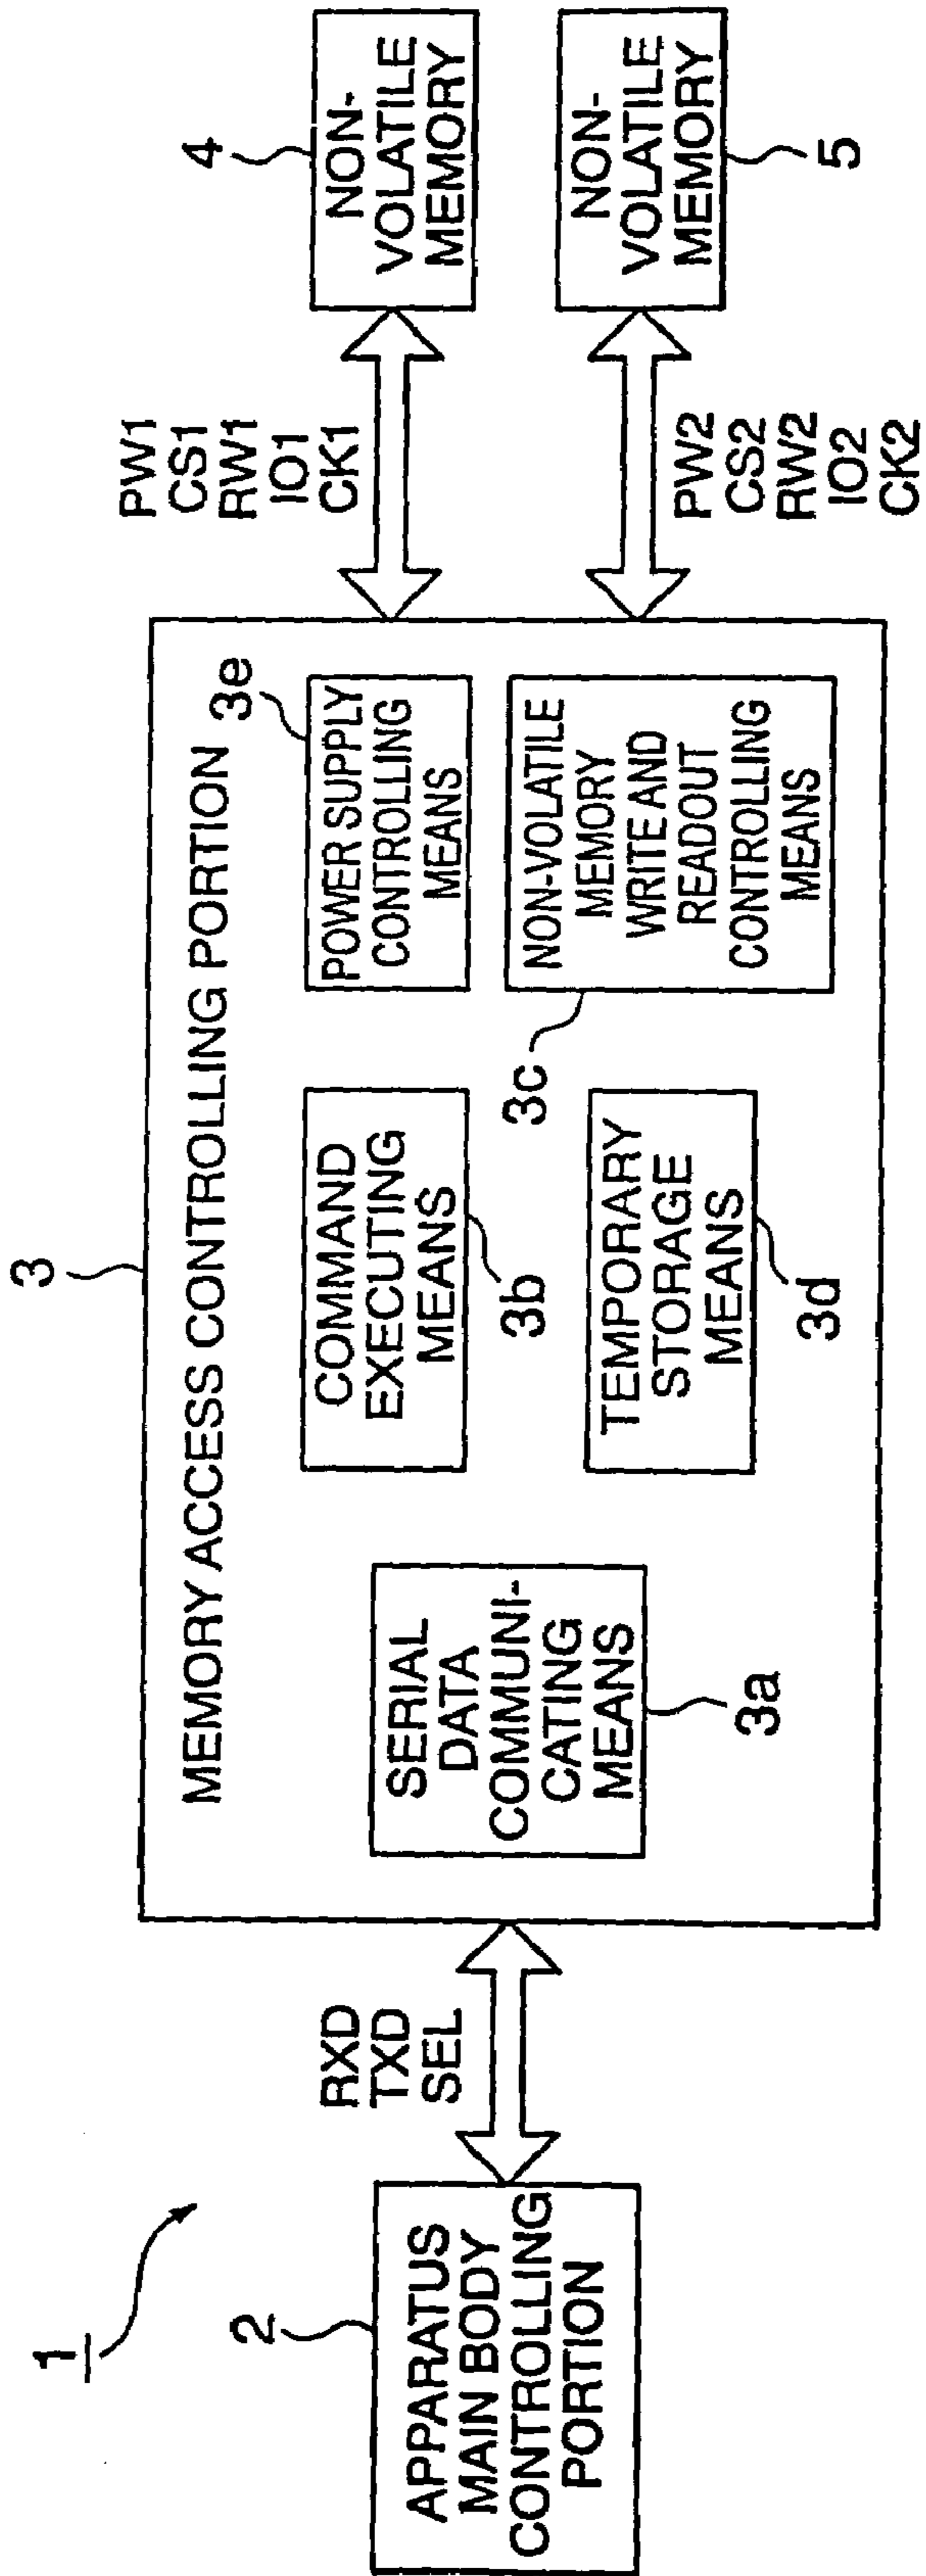 1
2
APPARATUS
MAIN BODY
CONTROLLING
PORTION
RXD
TXD
SEL
3
MEMORY ACCESS CONTROLLING PORTION
SERIAL
DATA
COMMUNI-
CATING
MEANS
3a
COMMAND
EXECUTING
MEANS
3b
TEMPORARY
STORAGE
MEANS
3d
3e
POWER SUPPLY
CONTROLLING
MEANS
3c
NON-VOLATILE
MEMORY
WRITE AND
READOUT
CONTROLLING
MEANS
PW1
CS1
RW1
IO1
CK1
PW2
CS2
RW2
IO2
CK2
4
NON-
VOLATILE
MEMORY
NON-
VOLATILE
MEMORY
5